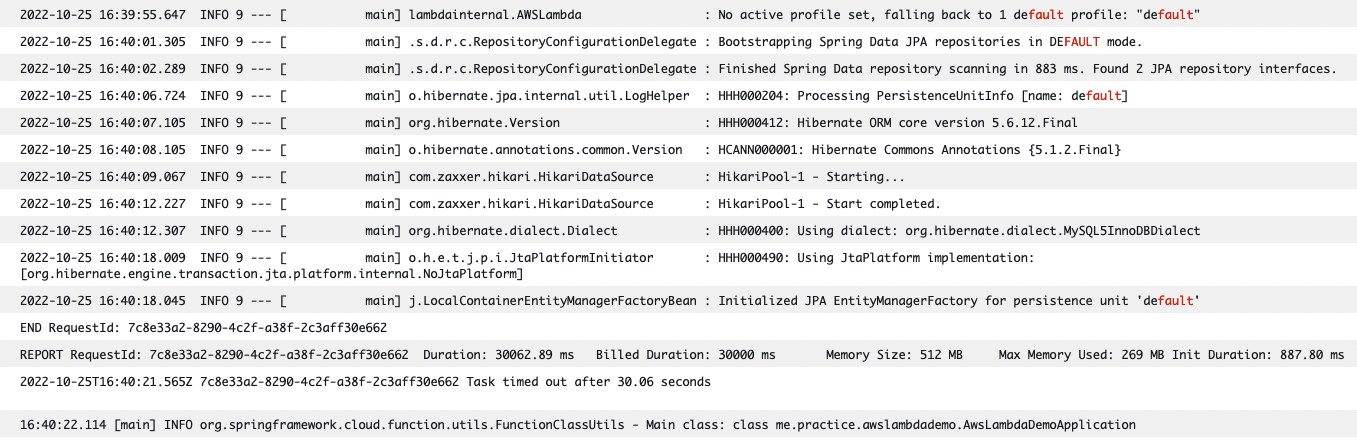 2022-10-25 16:39:55.647  INFO 9 --- [           main] lambdainternal.AWSLambda                 : No active profile set, falling back to 1 default profile: "default"
2022-10-25 16:40:01.305  INFO 9 --- [           main] .s.d.r.c.RepositoryConfigurationDelegate : Bootstrapping Spring Data JPA repositories in DEFAULT mode.
2022-10-25 16:40:02.289  INFO 9 --- [           main] .s.d.r.c.RepositoryConfigurationDelegate : Finished Spring Data repository scanning in 883 ms. Found 2 JPA repository interfaces.
2022-10-25 16:40:06.724  INFO 9 --- [           main] o.hibernate.jpa.internal.util.LogHelper  : HHH000204: Processing PersistenceUnitInfo [name: default]
2022-10-25 16:40:07.105  INFO 9 --- [           main] org.hibernate.Version                    : HHH000412: Hibernate ORM core version 5.6.12.Final
2022-10-25 16:40:08.105  INFO 9 --- [           main] o.hibernate.annotations.common.Version   : HCANN000001: Hibernate Commons Annotations {5.1.2.Final}
2022-10-25 16:40:09.067  INFO 9 --- [           main] com.zaxxer.hikari.HikariDataSource       : HikariPool-1 - Starting...
2022-10-25 16:40:12.227  INFO 9 --- [           main] com.zaxxer.hikari.HikariDataSource       : HikariPool-1 - Start completed.
2022-10-25 16:40:12.307  INFO 9 --- [           main] org.hibernate.dialect.Dialect            : HHH000400: Using dialect: org.hibernate.dialect.MySQL5InnoDBDialect
2022-10-25 16:40:18.009  INFO 9 --- [           main] o.h.e.t.j.p.i.JtaPlatformInitiator       : HHH000490: Using JtaPlatform implementation:
[org.hibernate.engine.transaction.jta.platform.internal.NoJtaPlatform]
2022-10-25 16:40:18.045  INFO 9 --- [           main] j.LocalContainerEntityManagerFactoryBean : Initialized JPA EntityManagerFactory for persistence unit 'default'
END RequestId: 7c8e33a2-8290-4c2f-a38f-2c3aff30e662
REPORT RequestId: 7c8e33a2-8290-4c2f-a38f-2c3aff30e662  Duration: 30062.89 ms   Billed Duration: 30000 ms       Memory Size: 512 MB     Max Memory Used: 269 MB Init Duration: 887.80 ms
2022-10-25T16:40:21.565Z 7c8e33a2-8290-4c2f-a38f-2c3aff30e662 Task timed out after 30.06 seconds
16:40:22.114 [main] INFO org.springframework.cloud.function.utils.FunctionClassUtils - Main class: class me.practice.awslambdademo.AwsLambdaDemoApplication